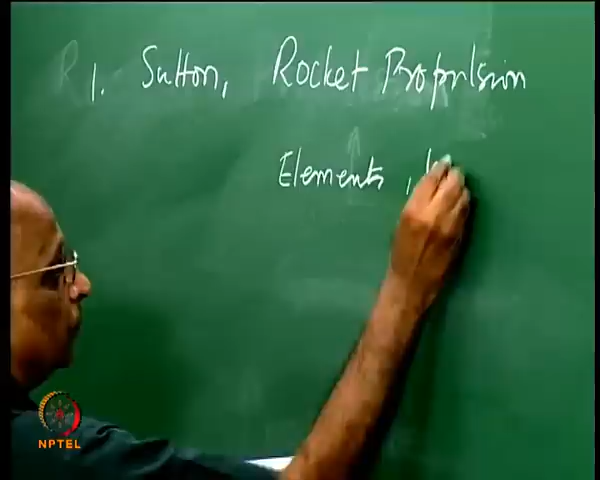 1. Sutton, Rocket Propulsion
Elements,
NPTEL